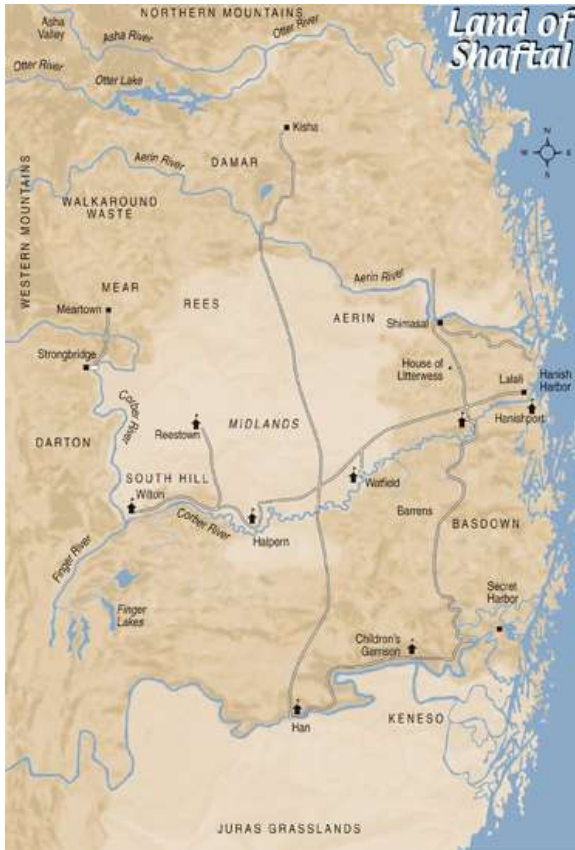 Land of
Shaftal
NORTHERN MOUNTAINS
Asha
Valley
Asha River
Otter River
Otter River
Otter Lake
N
W
E
S
Kisha
DAMAR
Aerin River
WALKAROUND
WASTE
WESTERN MOUNTAINS
MEAR
Meartown
REES
Aerin River
AERIN
Shimasal
Strongbridge
House of
Litterwess
Lalali
Hanish
Harbor
Hanishport
Corber
River
Reestown
MIDLANDS
DARTON
SOUTH HILL
Wilton
Watfield
Corber River
Barrens
BASDOWN
Halpern
Finger River
Finger
Lakes
Secret
Harbor
Children's
Garrison
Han
KENESO
JURAS GRASSLANDS